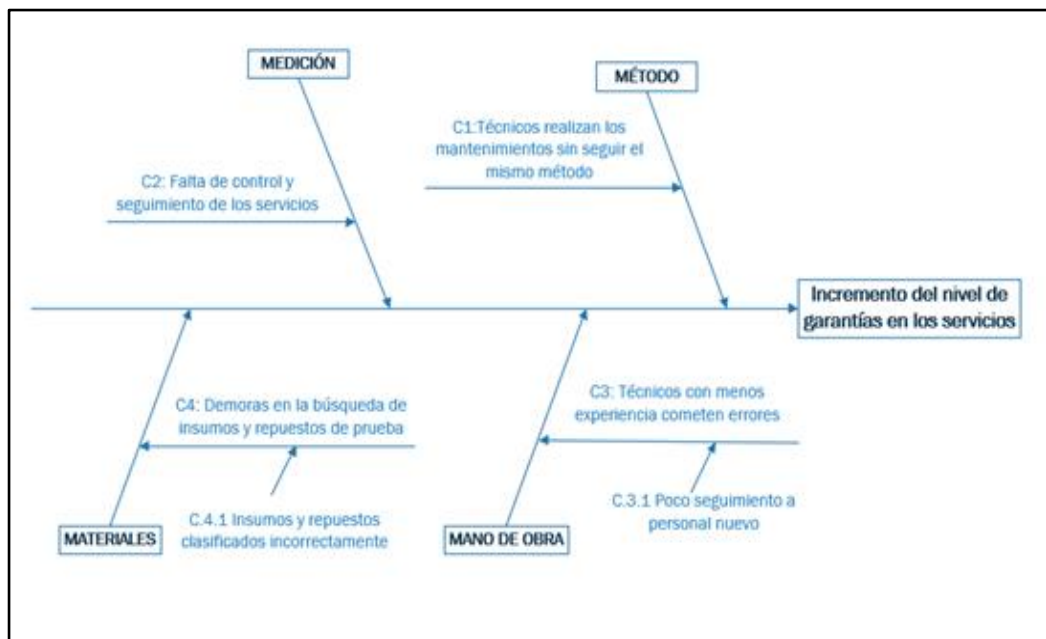 MEDICIÓN
MÉTODO
C1:Técnicos realizan los
mantenimientos sin seguir el
mismo método
C2: Falta de control y
seguimiento de los servicios
Incremento del nivel de
garantías en los servicios
C4: Demoras en la búsqueda de
insumos y repuestos de prueba
C3: Técnicos con menos
experiencia cometen errores
C.4.1 Insumos y repuestos
clasificados incorrectamente
C.3.1 Poco seguimiento a
personal nuevo
MATERIALES
MANO DE OBRA